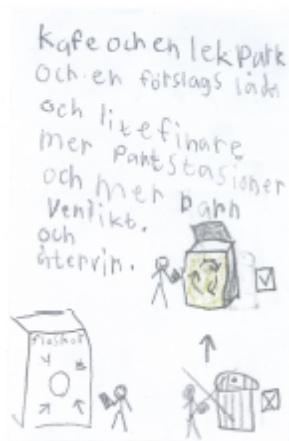 Kafe och en lekpark
och en förslags låda
och lite finare
mer pantstasioner
och mer barn
venlikt.
och
återvin.